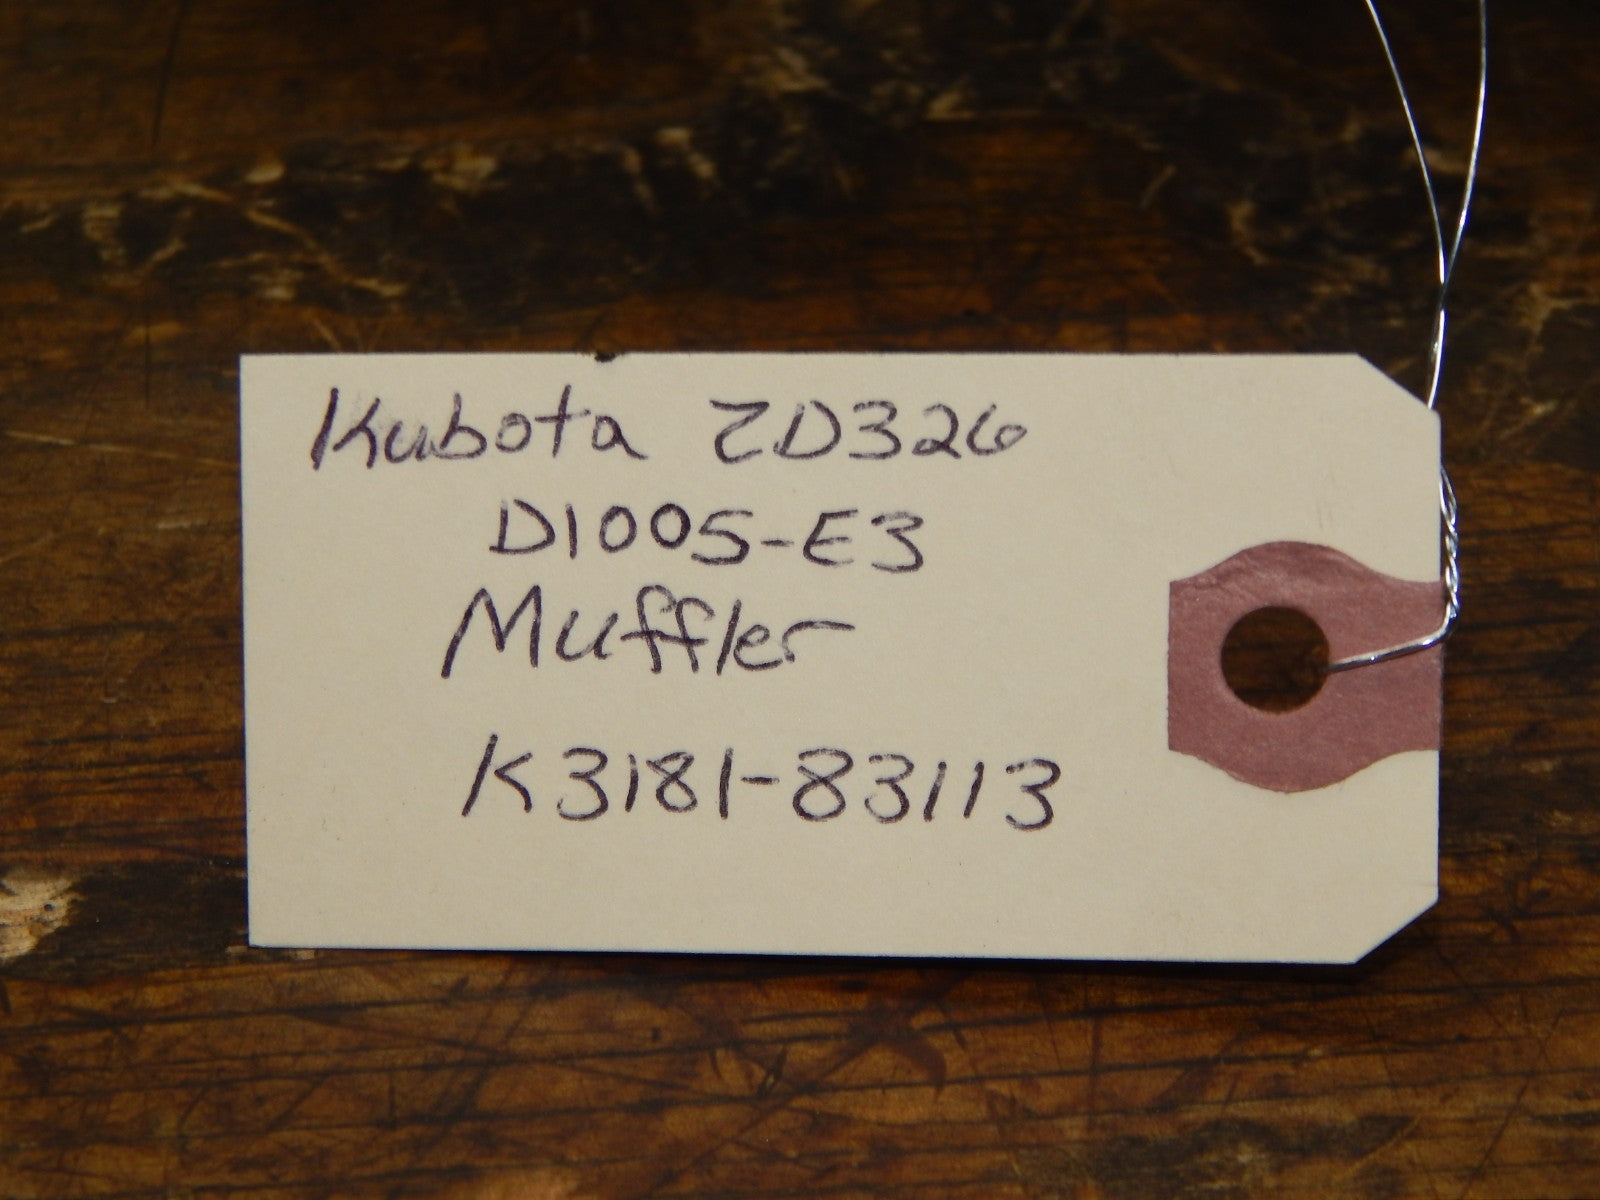 Kubota ZD326
D1005-E3
Muffler
K3181-83113